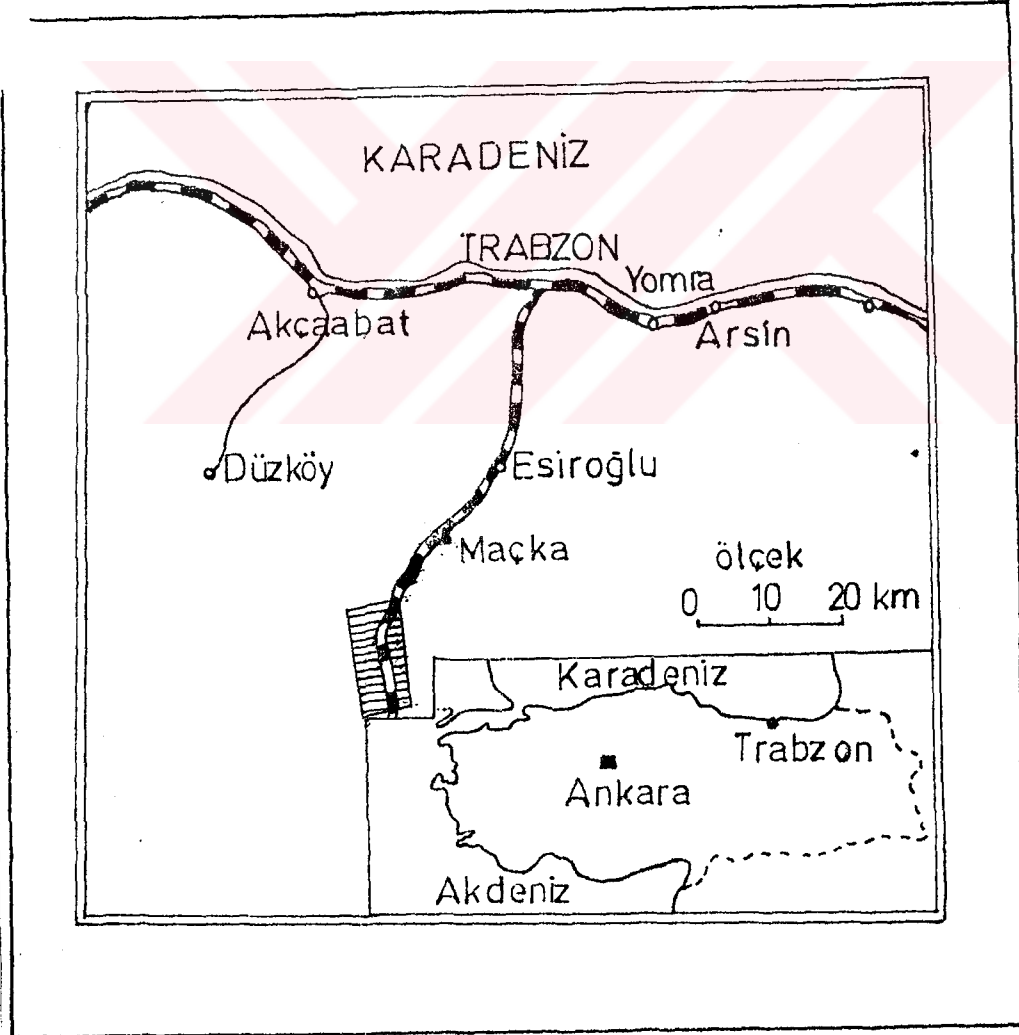 KARADENİZ
TRABZON
Yomra
Akçaabat
Arsin
Düzköy
Esiroğlu
Maçka
ölçek
0 10 20 km
Karadeniz
Trabzon
Ankara
Akdeniz